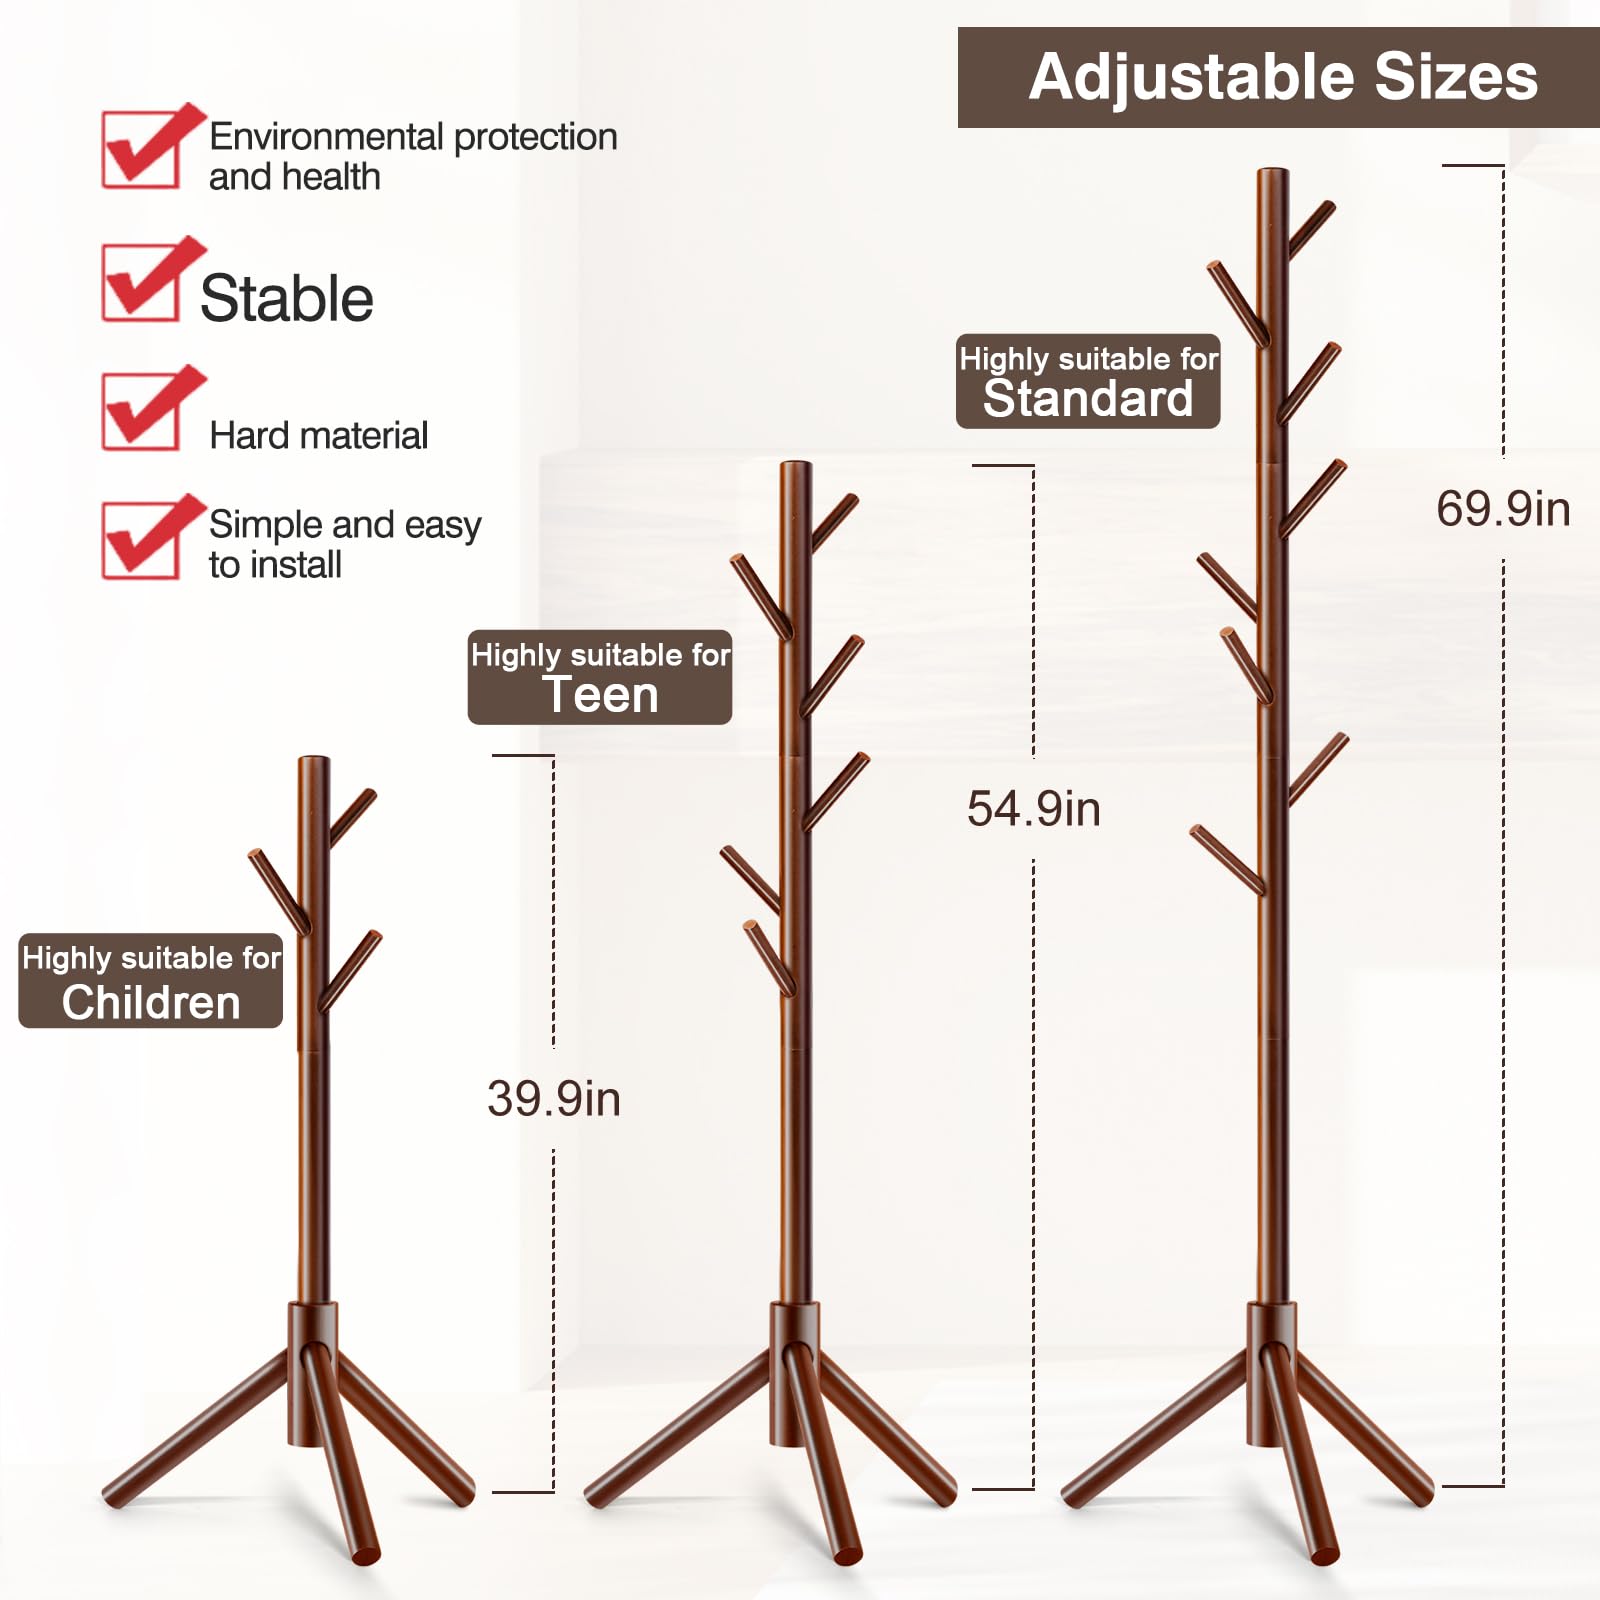 Adjustable Sizes
Environmental protection
and health
Stable
Hard material
Simple and easy
to install
Highly suitable for
Standard
69.9in
Highly suitable for
Teen
54.9in
Highly suitable for
Children
39.9in